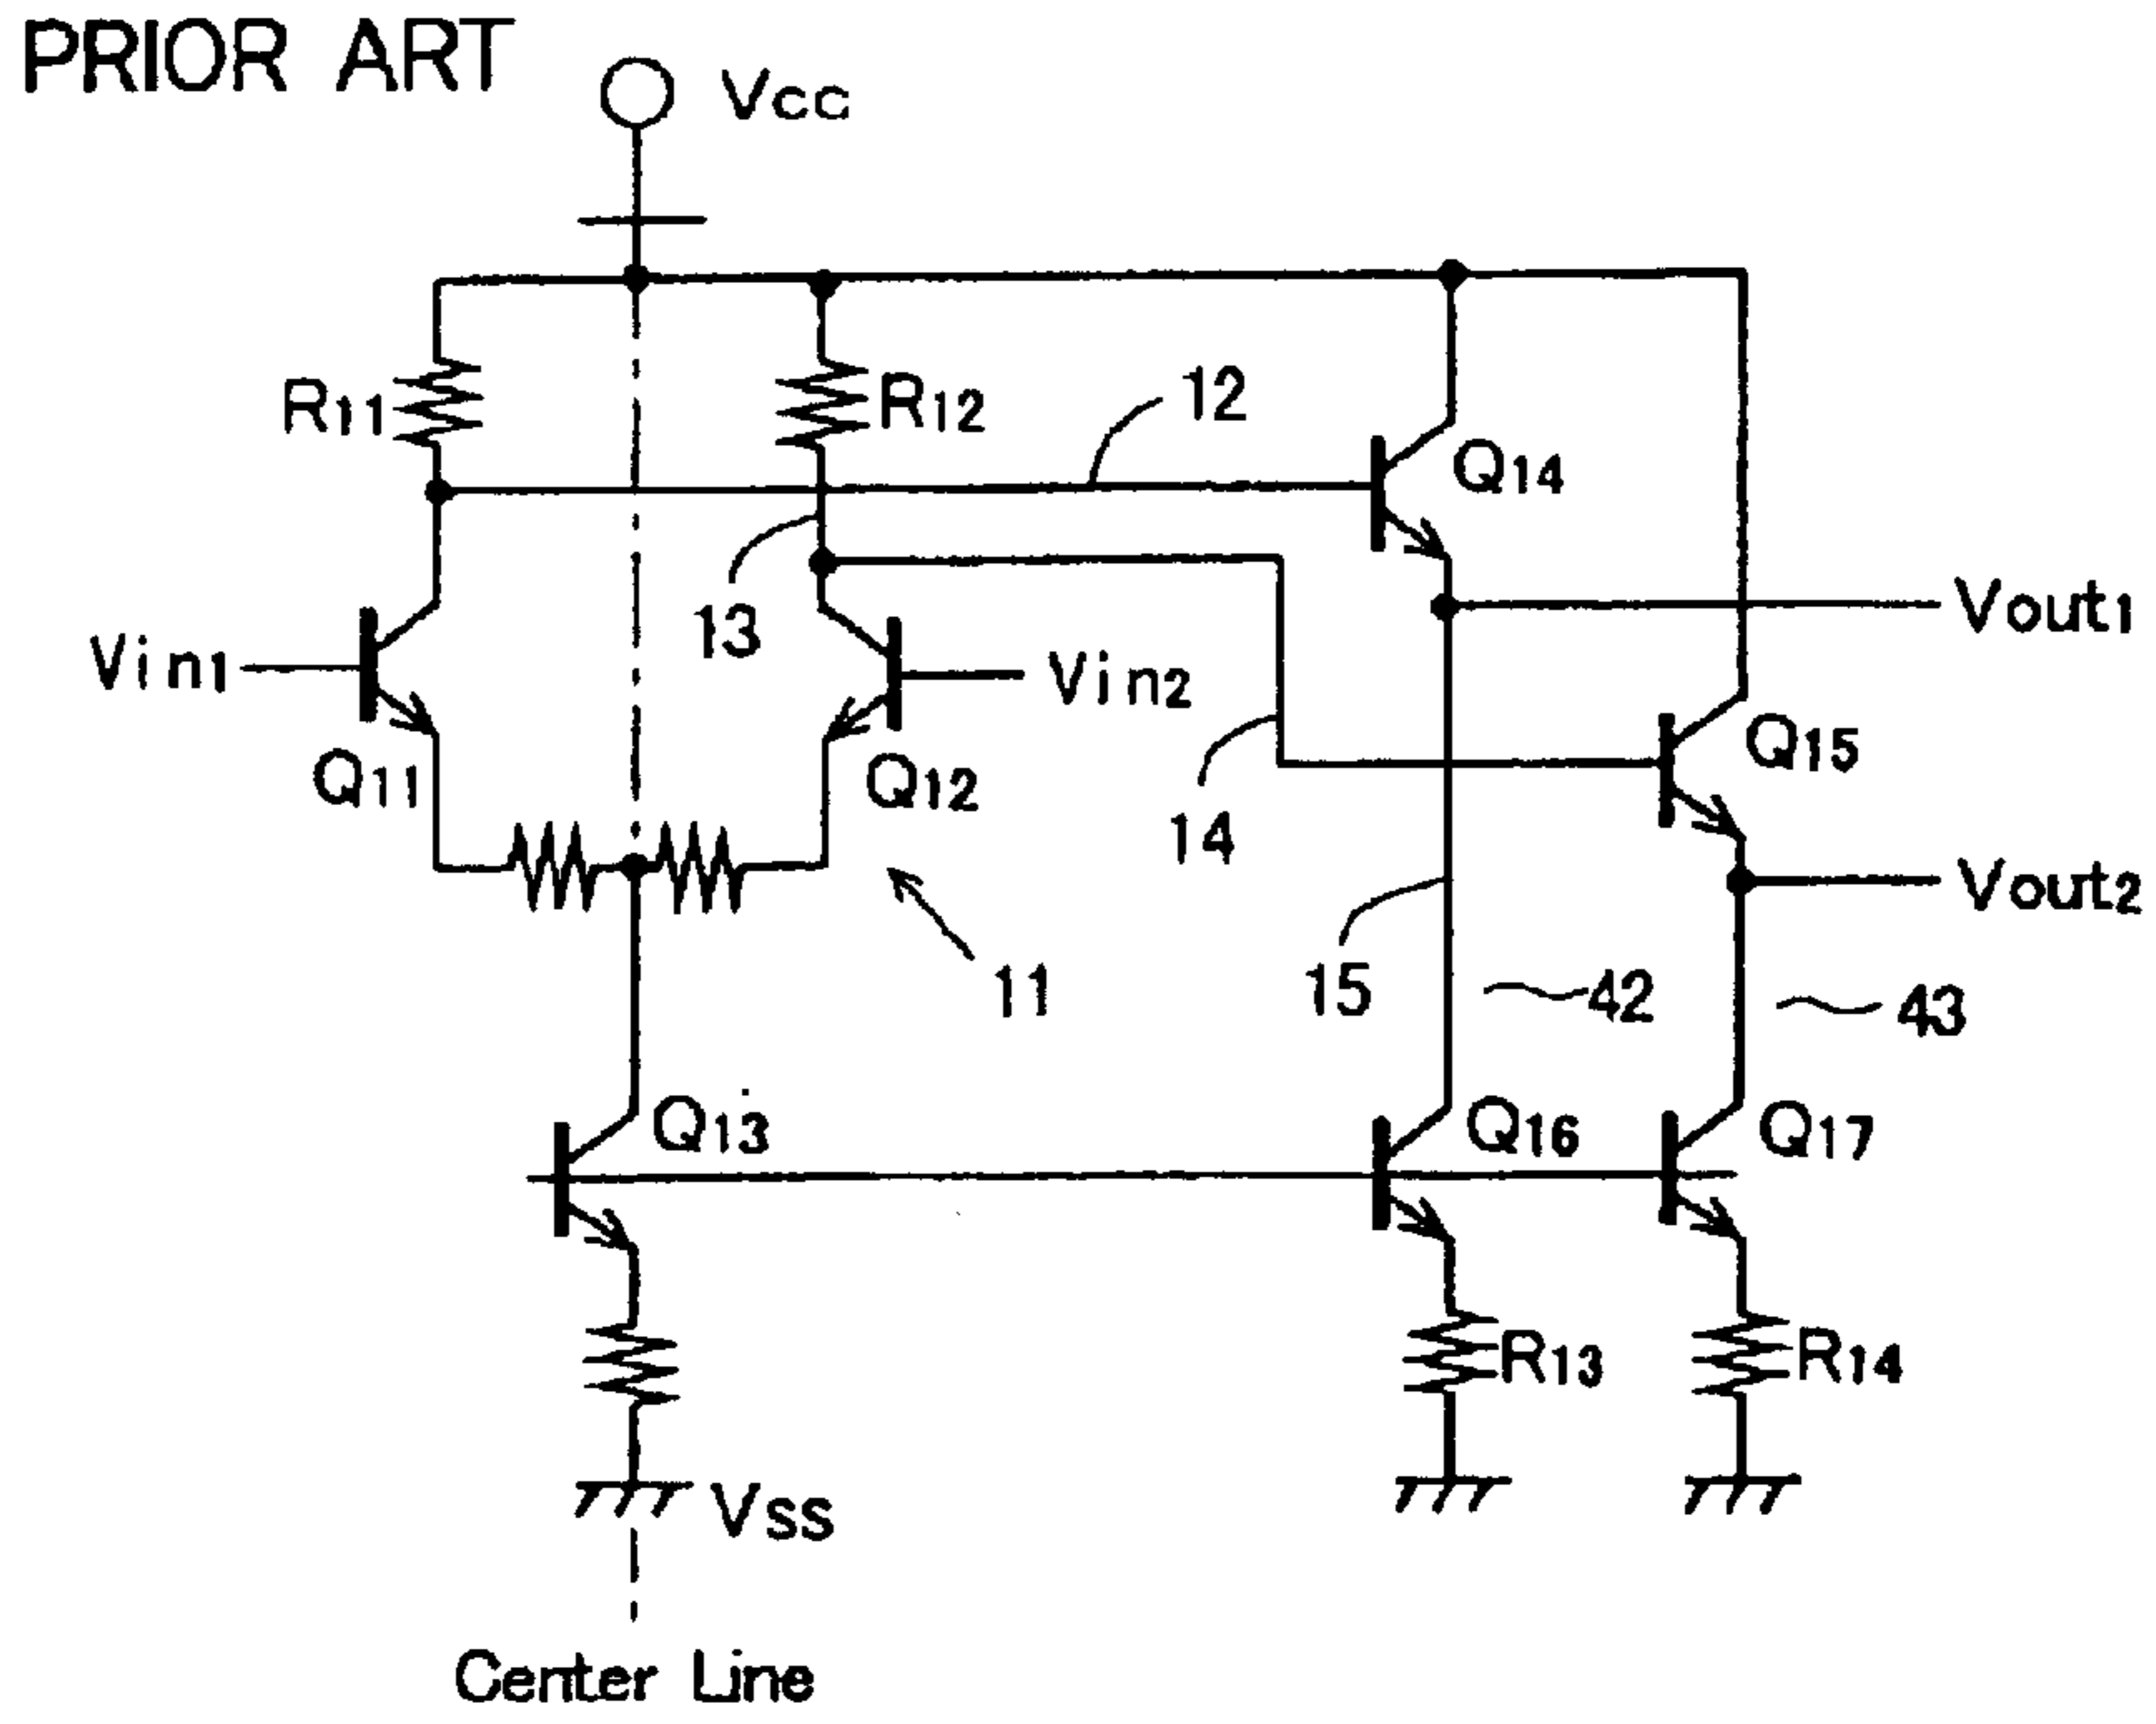 PRIOR ART
Vcc
R11
R12
12
Q14
13
Vout1
Vin1
Vin2
Q15
Q11
Q12
14
Vout2
11
15
42
43
Q13
Q16
Q17
R13
R14
Vss
Center Line